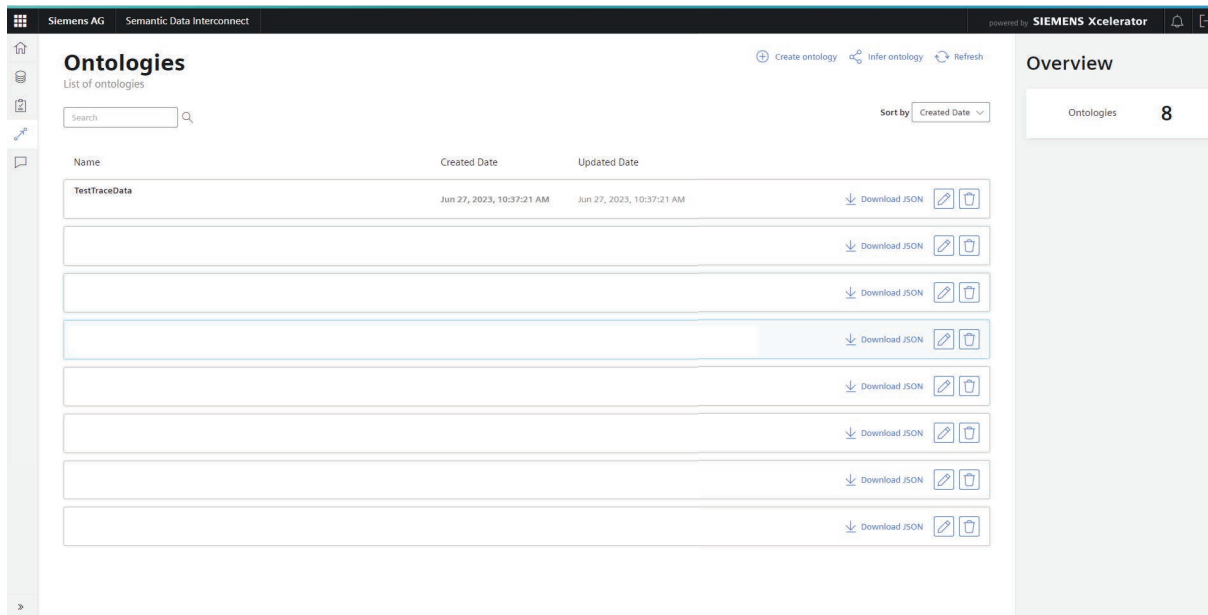 Siemens AG Semantic Data Interconnect powered by SIEMENS Xcelerator
Ontologies
List of ontologies
Create ontology Infer ontology Refresh
Search
Sort by Created Date
Name Created Date Updated Date
TestTraceData Jun 27, 2023, 10:37:21 AM Jun 27, 2023, 10:37:21 AM Download JSON
Download JSON
Download JSON
Download JSON
Download JSON
Download JSON
Download JSON
Download JSON
Overview
Ontologies 8